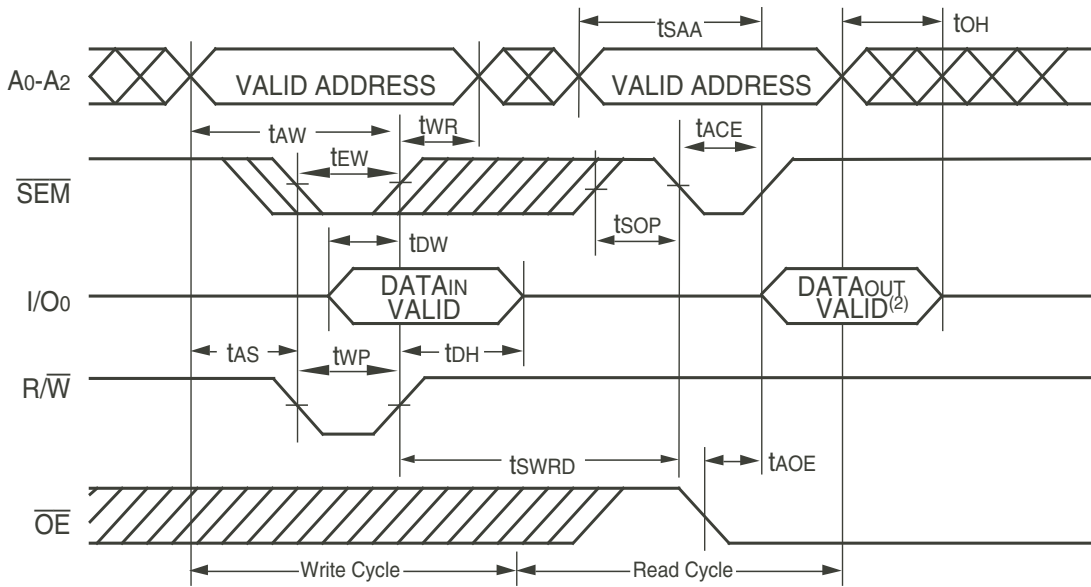 tSAA
tOH
A0-A2
VALID ADDRESS
VALID ADDRESS
tAW
tWR
tACE
tEW
SEM
tSOP
tDW
I/O0
DATAIN
VALID
DATAOUT
VALID(2)
tAS
tWP
tDH
R/W
tSWRD
tAOE
OE
Write Cycle
Read Cycle